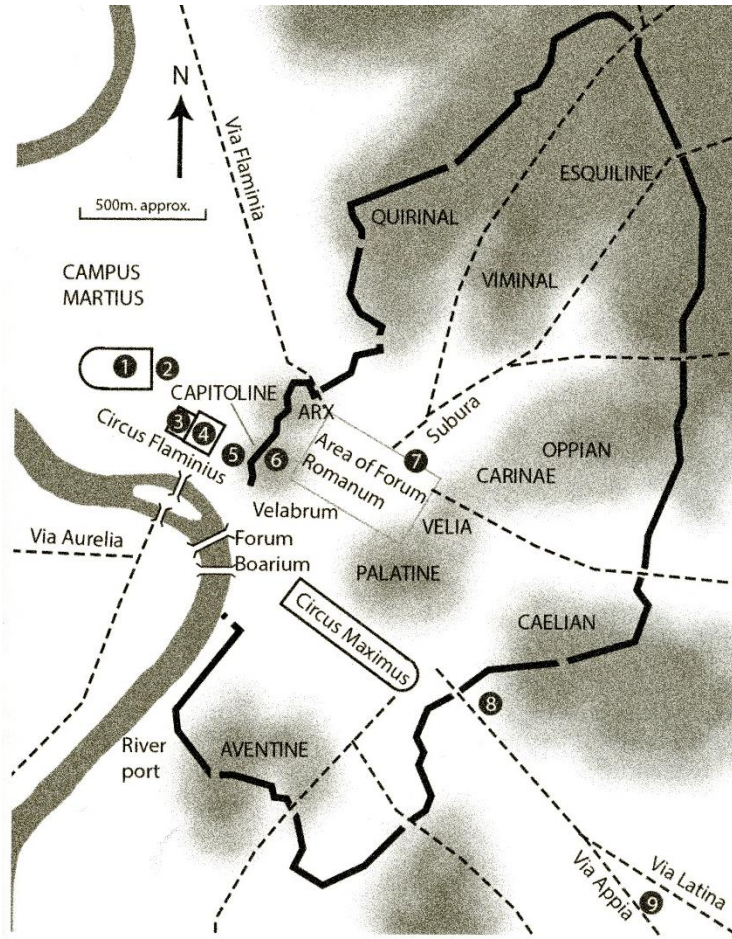 N
Via Flaminia
500m. approx.
ESQUILINE
QUIRINAL
CAMPUS
MARTIUS
VIMINAL
1
2
CAPITOLINE
ARX
3
4
Circus Flaminius
5
6
Area of Forum
Romanum
7
Subura
OPPIAN
CARINAE
Velabrum
VELIA
Via Aurelia
Forum
Boarium
PALATINE
Circus Maximus
CAELIAN
8
River
port
AVENTINE
Via Appia
Via Latina
9